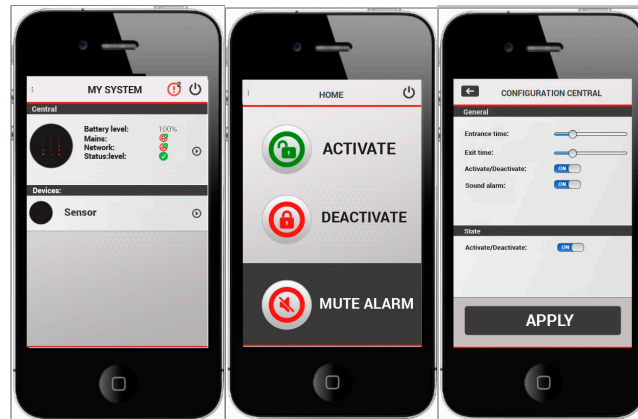 MY SYSTEM
Central
Battery level: 100%
Mains:
Network:
Status:level:
Devices:
Sensor
HOME
ACTIVATE
DEACTIVATE
MUTE ALARM
CONFIGURATION CENTRAL
General
Entrance time:
Exit time:
Activate/Deactivate: ON
Sound alarm: ON
State
Activate/Deactivate: ON
APPLY